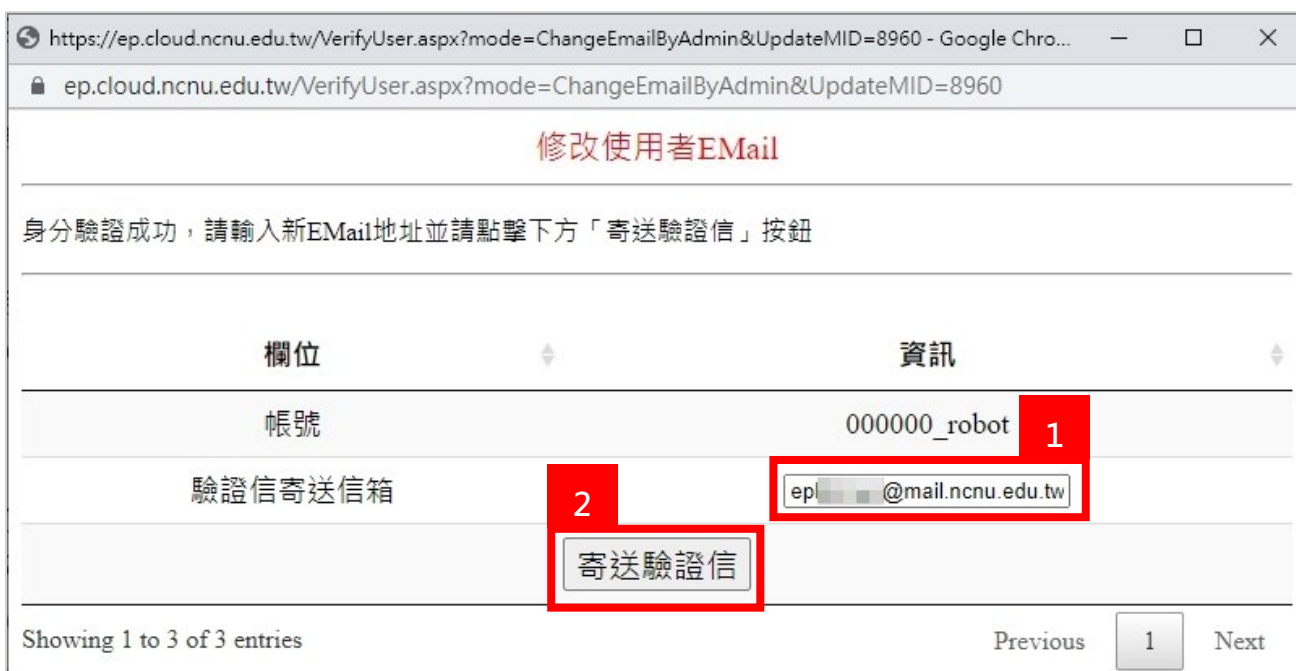 https://ep.cloud.ncnu.edu.tw/VerifyUser.aspx?mode=ChangeEmailByAdmin&UpdateMID=8960 - Google Chro...
ep.cloud.ncnu.edu.tw/VerifyUser.aspx?mode=ChangeEmailByAdmin&UpdateMID=8960
修改使用者EMail
身分驗證成功，請輸入新EMail地址並請點擊下方「寄送驗證信」按鈕
欄位 資訊
帳號 000000_robot 1
驗證信寄送信箱 @mail.ncnu.edu.tw
2
寄送驗證信
Showing 1 to 3 of 3 entries Previous 1 Next